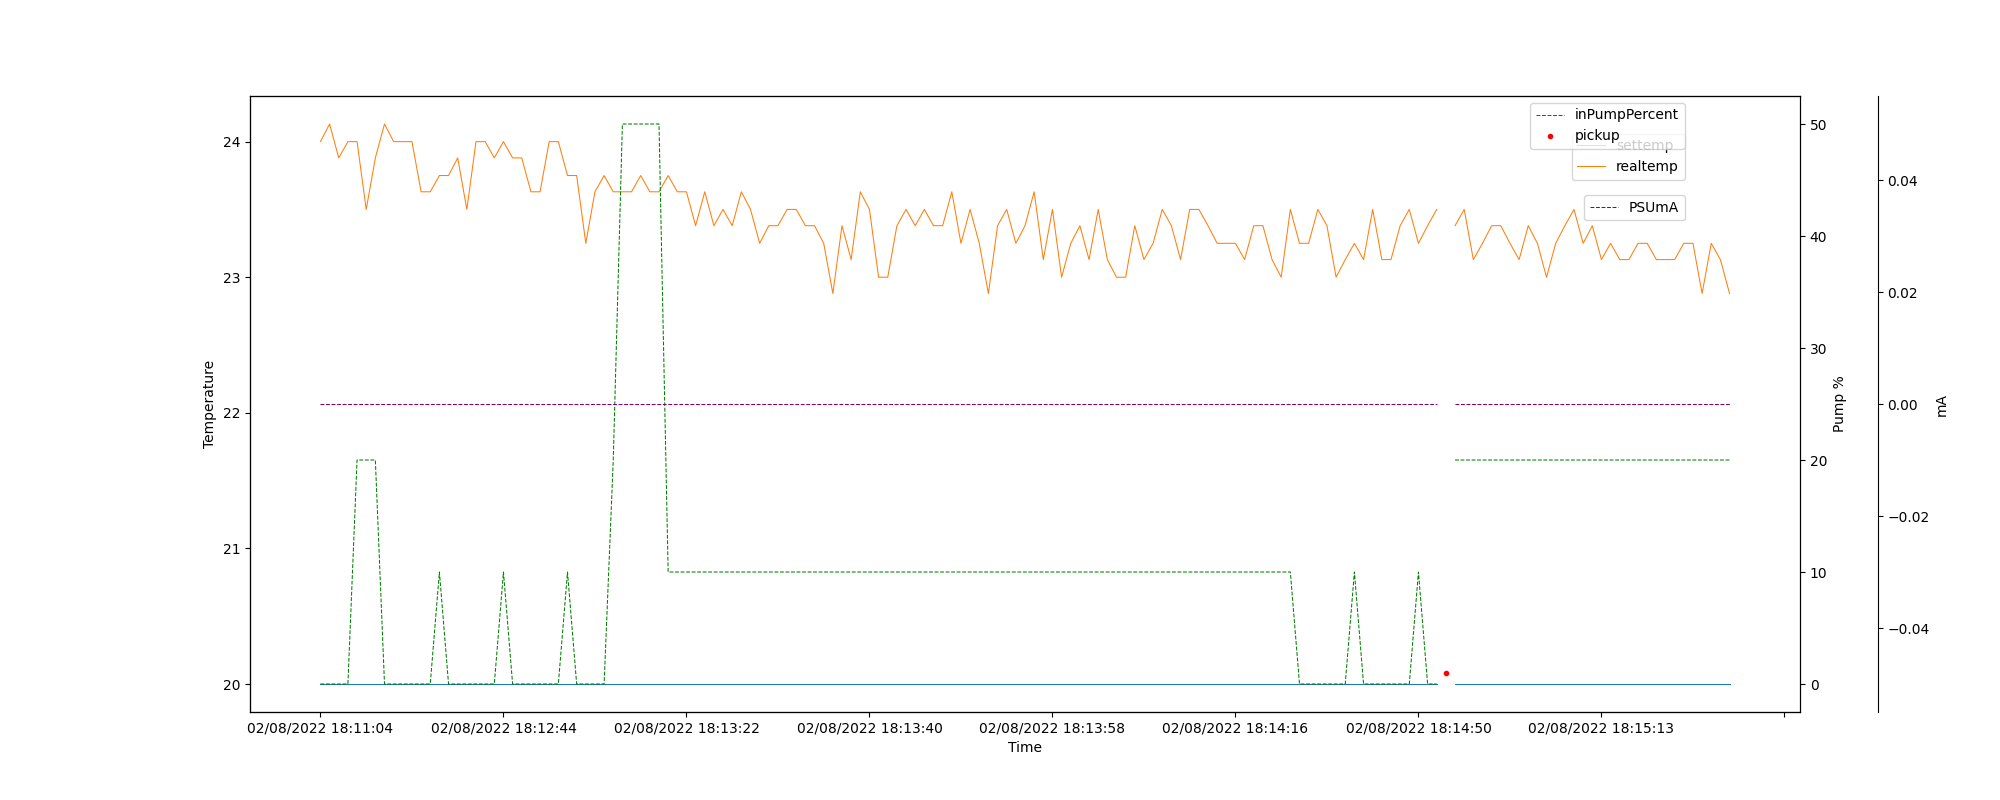 inPumpPercent
pickup
settemp
realtemp
PSUmA
24
23
22
21
20
Temperature
50
40
30
20
10
0
Pump %
0.04
0.02
0.00
−0.02
−0.04
mA
02/08/2022 18:11:04
02/08/2022 18:12:44
02/08/2022 18:13:22
02/08/2022 18:13:40
02/08/2022 18:13:58
02/08/2022 18:14:16
02/08/2022 18:14:50
02/08/2022 18:15:13
Time